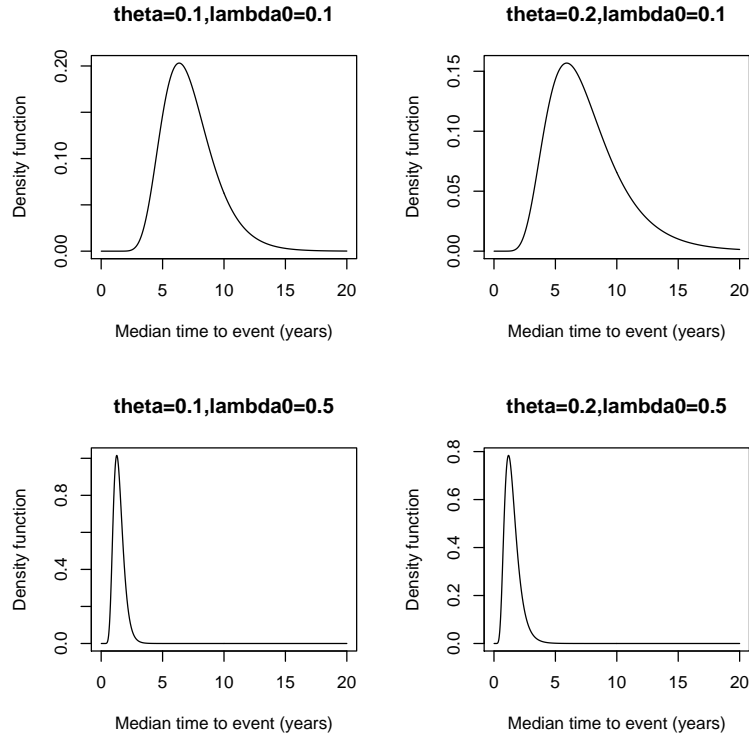 theta=0.1,lambda0=0.1
Density function
0.00
0.10
0.20
0 5 10 15 20
Median time to event (years)
theta=0.2,lambda0=0.1
Density function
0.00
0.05
0.10
0.15
0 5 10 15 20
Median time to event (years)
theta=0.1,lambda0=0.5
Density function
0.0
0.4
0.8
0 5 10 15 20
Median time to event (years)
theta=0.2,lambda0=0.5
Density function
0.0
0.2
0.4
0.6
0.8
0 5 10 15 20
Median time to event (years)